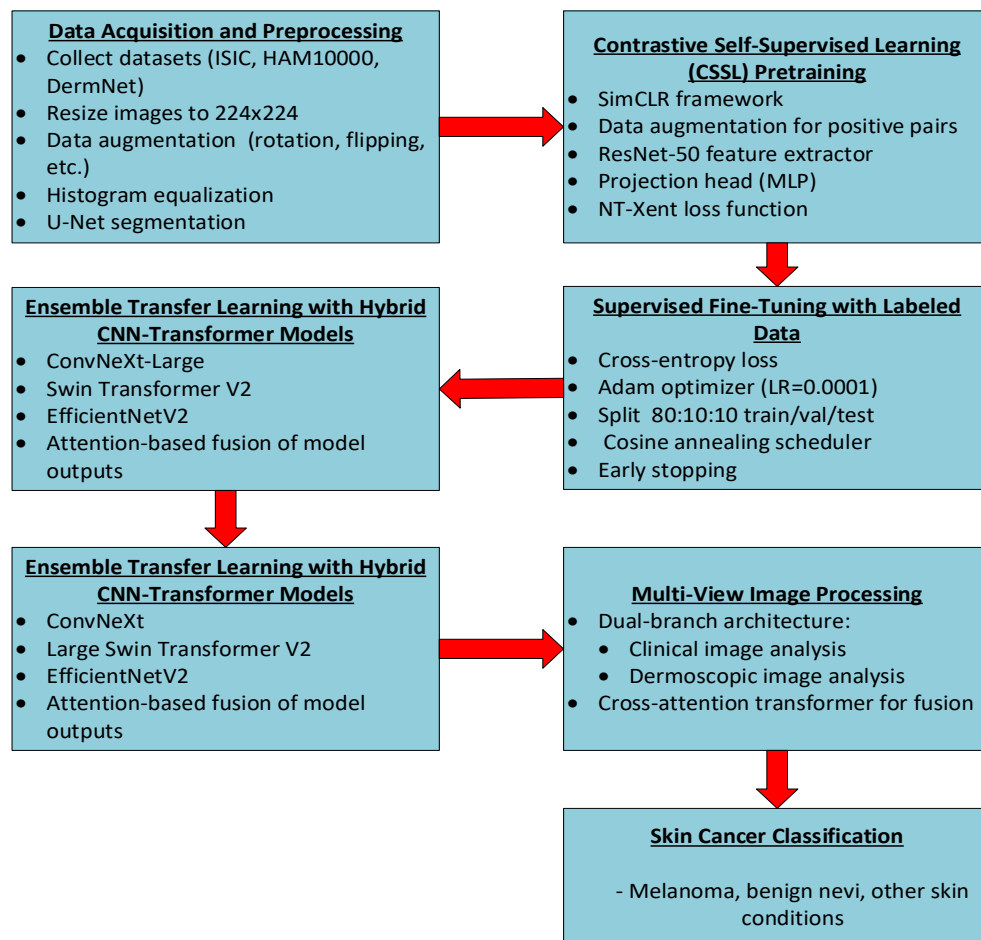 Data Acquisition and Preprocessing
• Collect datasets (ISIC, HAM10000,
DermNet)
• Resize images to 224x224
• Data augmentation (rotation, flipping,
etc.)
• Histogram equalization
• U-Net segmentation
Contrastive Self-Supervised Learning
(CSSL) Pretraining
• SimCLR framework
• Data augmentation for positive pairs
• ResNet-50 feature extractor
• Projection head (MLP)
• NT-Xent loss function
Supervised Fine-Tuning with Labeled
Data
• Cross-entropy loss
• Adam optimizer (LR=0.0001)
• Split 80:10:10 train/val/test
• Cosine annealing scheduler
• Early stopping
Ensemble Transfer Learning with Hybrid
CNN-Transformer Models
• ConvNeXt-Large
• Swin Transformer V2
• EfficientNetV2
• Attention-based fusion of model
outputs
Ensemble Transfer Learning with Hybrid
CNN-Transformer Models
• ConvNeXt
• Large Swin Transformer V2
• EfficientNetV2
• Attention-based fusion of model
outputs
Multi-View Image Processing
• Dual-branch architecture:
• Clinical image analysis
• Dermoscopic image analysis
• Cross-attention transformer for fusion
Skin Cancer Classification
- Melanoma, benign nevi, other skin
conditions